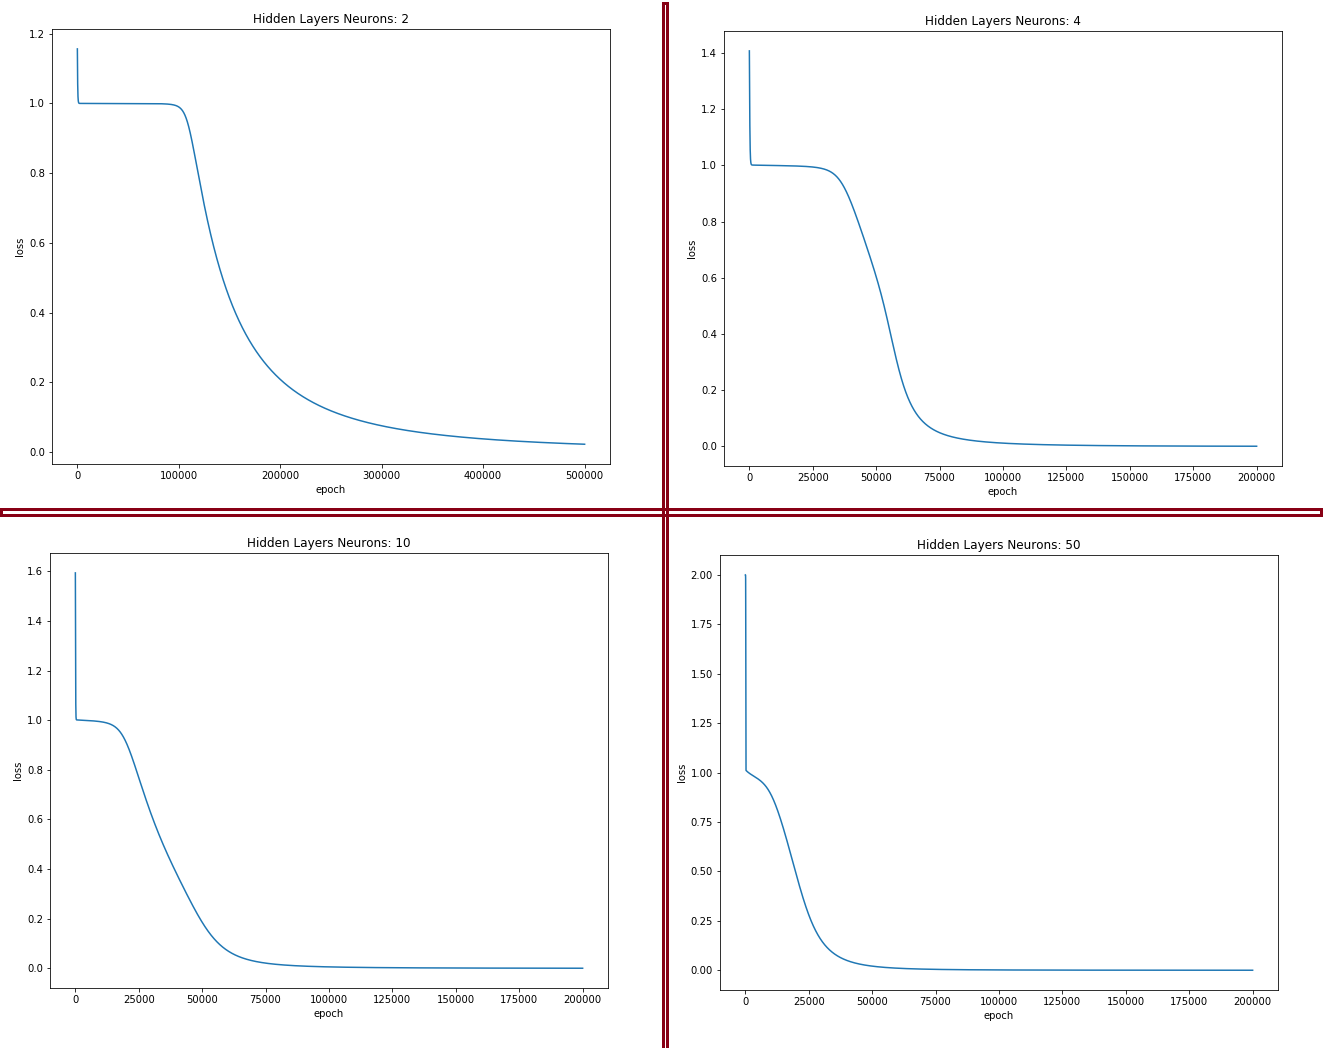 Hidden Layers Neurons: 2
1.2
1.0
0.8
0.6
0.4
0.2
0.0
loss
0 100000 200000 300000 400000 500000
epoch
Hidden Layers Neurons: 4
1.4
1.2
1.0
0.8
0.6
0.4
0.2
0.0
loss
0 25000 50000 75000 100000 125000 150000 175000 200000
epoch
Hidden Layers Neurons: 10
1.6
1.4
1.2
1.0
0.8
0.6
0.4
0.2
0.0
loss
0 25000 50000 75000 100000 125000 150000 175000 200000
epoch
Hidden Layers Neurons: 50
2.00
1.75
1.50
1.25
1.00
0.75
0.50
0.25
0.00
loss
0 25000 50000 75000 100000 125000 150000 175000 200000
epoch